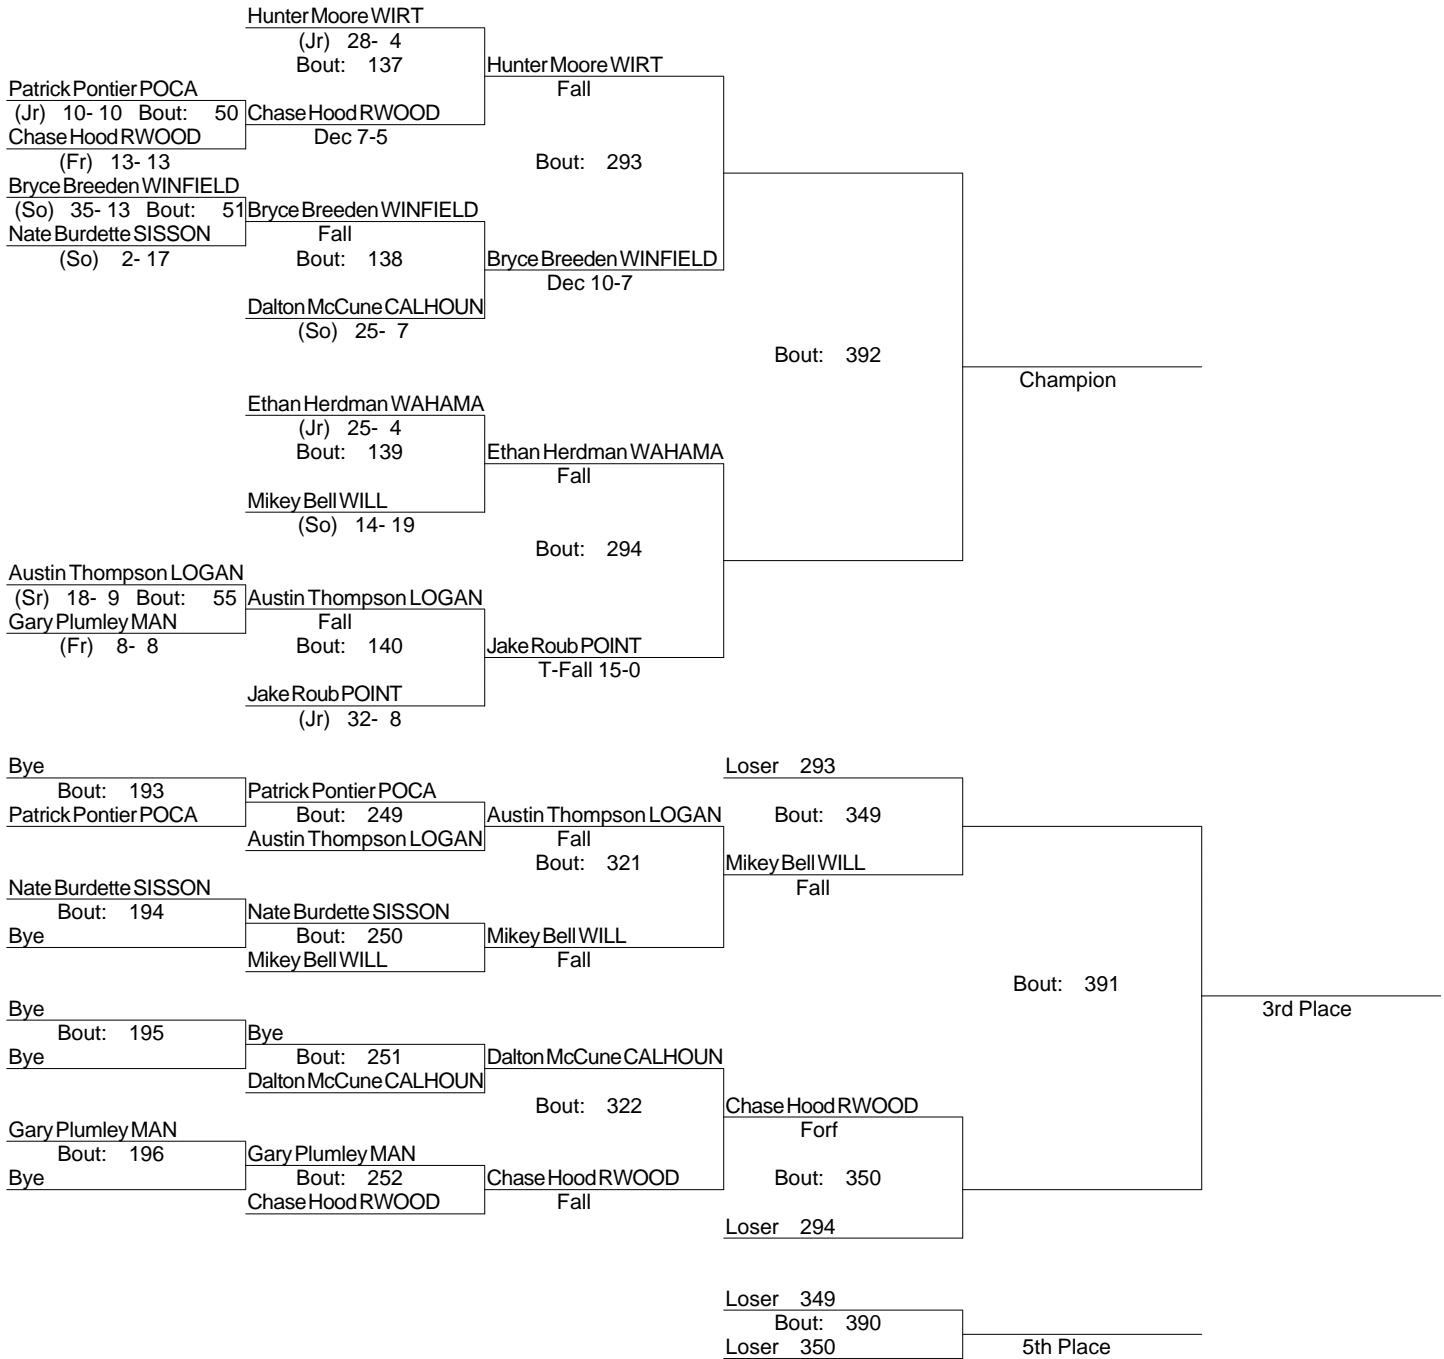 Hunter Moore WIRT
(Jr) 28- 4
Bout: 137
Hunter Moore WIRT
Fall
Patrick Pontier POCA
(Jr) 10- 10 Bout: 50
Chase Hood RWOOD
Chase Hood RWOOD
Dec 7-5
(Fr) 13- 13
Bout: 293
Bryce Breeden WINFIELD
(So) 35- 13 Bout: 51
Bryce Breeden WINFIELD
Nate Burdette SISSON
Fall
(So) 2- 17
Bout: 138
Bryce Breeden WINFIELD
Dec 10-7
Dalton McCune CALHOUN
(So) 25- 7
Bout: 392
Champion
Ethan Herdman WAHAMA
(Jr) 25- 4
Bout: 139
Ethan Herdman WAHAMA
Fall
Mikey Bell WILL
(So) 14- 19
Bout: 294
Austin Thompson LOGAN
(Sr) 18- 9 Bout: 55
Austin Thompson LOGAN
Gary Plumley MAN
Fall
(Fr) 8- 8
Bout: 140
Jake Roub POINT
T-Fall 15-0
Jake Roub POINT
(Jr) 32- 8
Bye
Loser 293
Bout: 193
Patrick Pontier POCA
Patrick Pontier POCA
Bout: 249
Austin Thompson LOGAN
Bout: 349
Austin Thompson LOGAN
Fall
Bout: 321
Mikey Bell WILL
Fall
Nate Burdette SISSON
Bout: 194
Nate Burdette SISSON
Bye
Bout: 250
Mikey Bell WILL
Mikey Bell WILL
Fall
Bout: 391
Bye
3rd Place
Bout: 195
Bye
Bye
Bout: 251
Dalton McCune CALHOUN
Dalton McCune CALHOUN
Bout: 322
Chase Hood RWOOD
Forf
Gary Plumley MAN
Bout: 196
Gary Plumley MAN
Bye
Bout: 252
Chase Hood RWOOD
Bout: 350
Chase Hood RWOOD
Fall
Loser 294
Loser 349
Bout: 390
Loser 350
5th Place